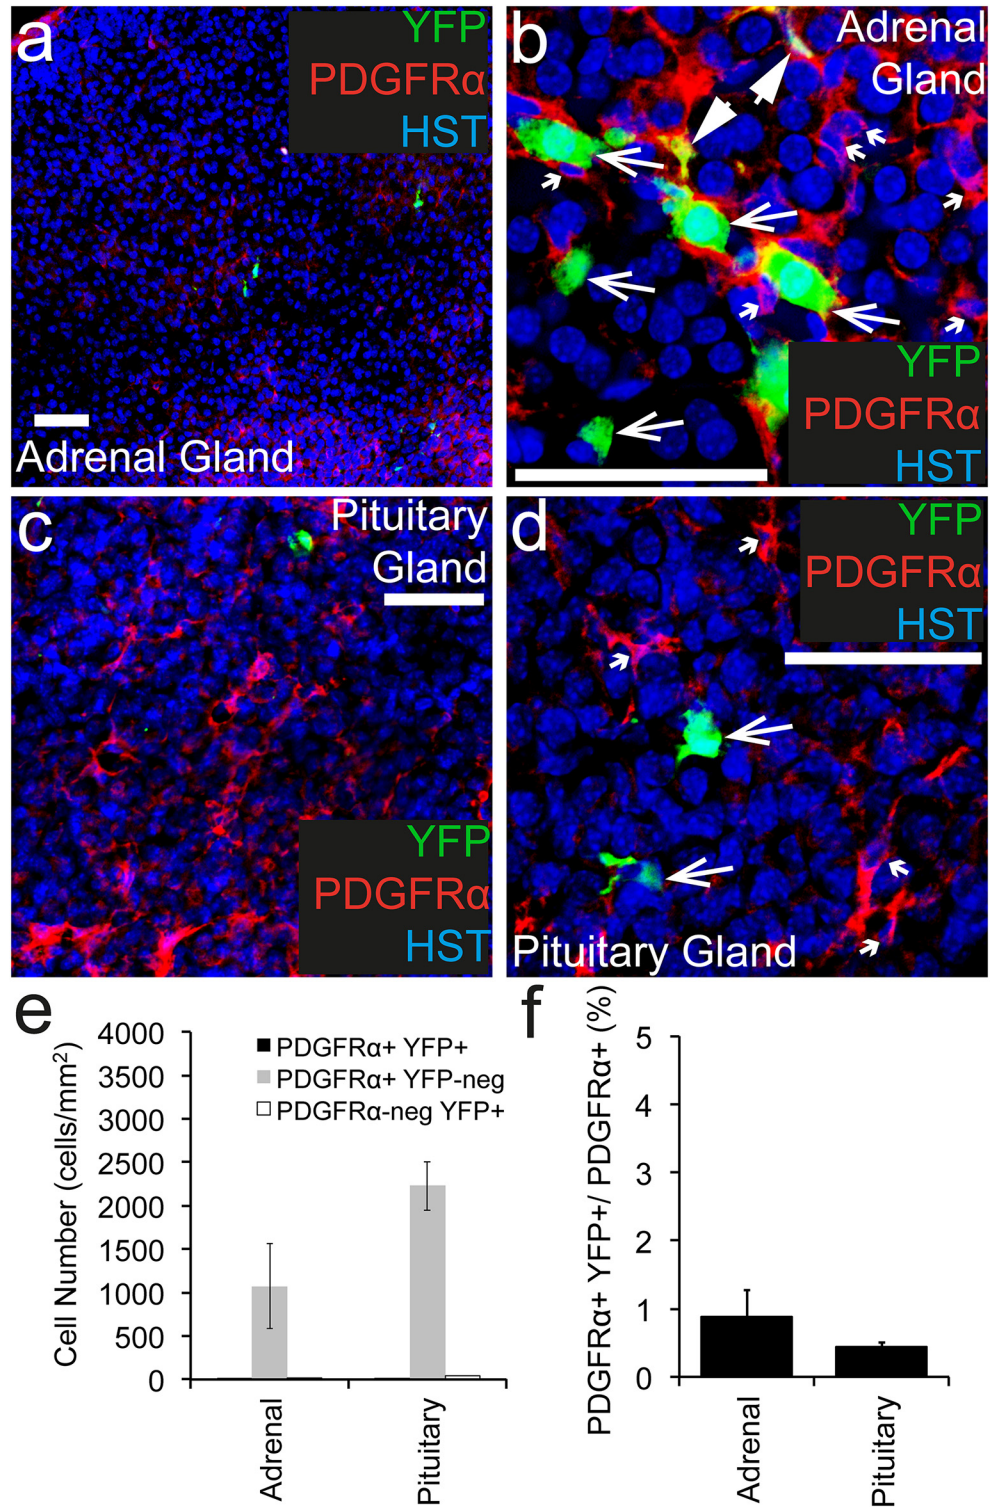 a
YFP
PDGFRα
HST
Adrenal Gland
b
Adrenal
Gland
YFP
PDGFRα
HST
c
Pituitary
Gland
YFP
PDGFRα
HST
d
YFP
PDGFRα
HST
Pituitary Gland
e
Cell Number (cells/mm2)
4000
3500
3000
2500
2000
1500
1000
500
0
PDGFRα+ YFP+
PDGFRα+ YFP-neg
PDGFRα-neg YFP+
Adrenal
Pituitary
f
PDGFRα+ YFP+/ PDGFRα+ (%)
5
4
3
2
1
0
Adrenal
Pituitary